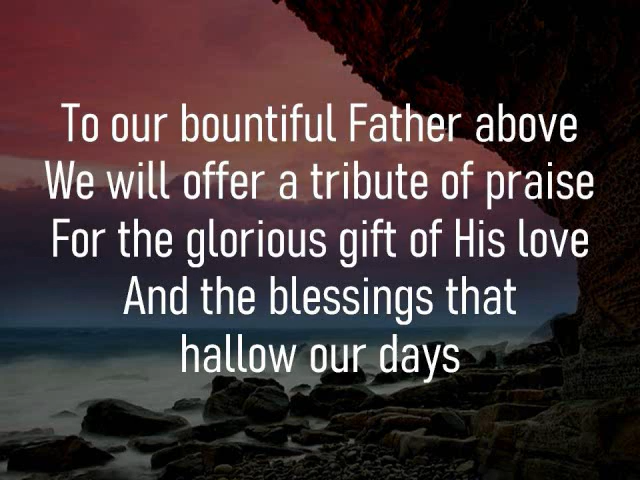 To our bountiful Father above
We will offer a tribute of praise
For the glorious gift of His love
And the blessings that
hallow our days